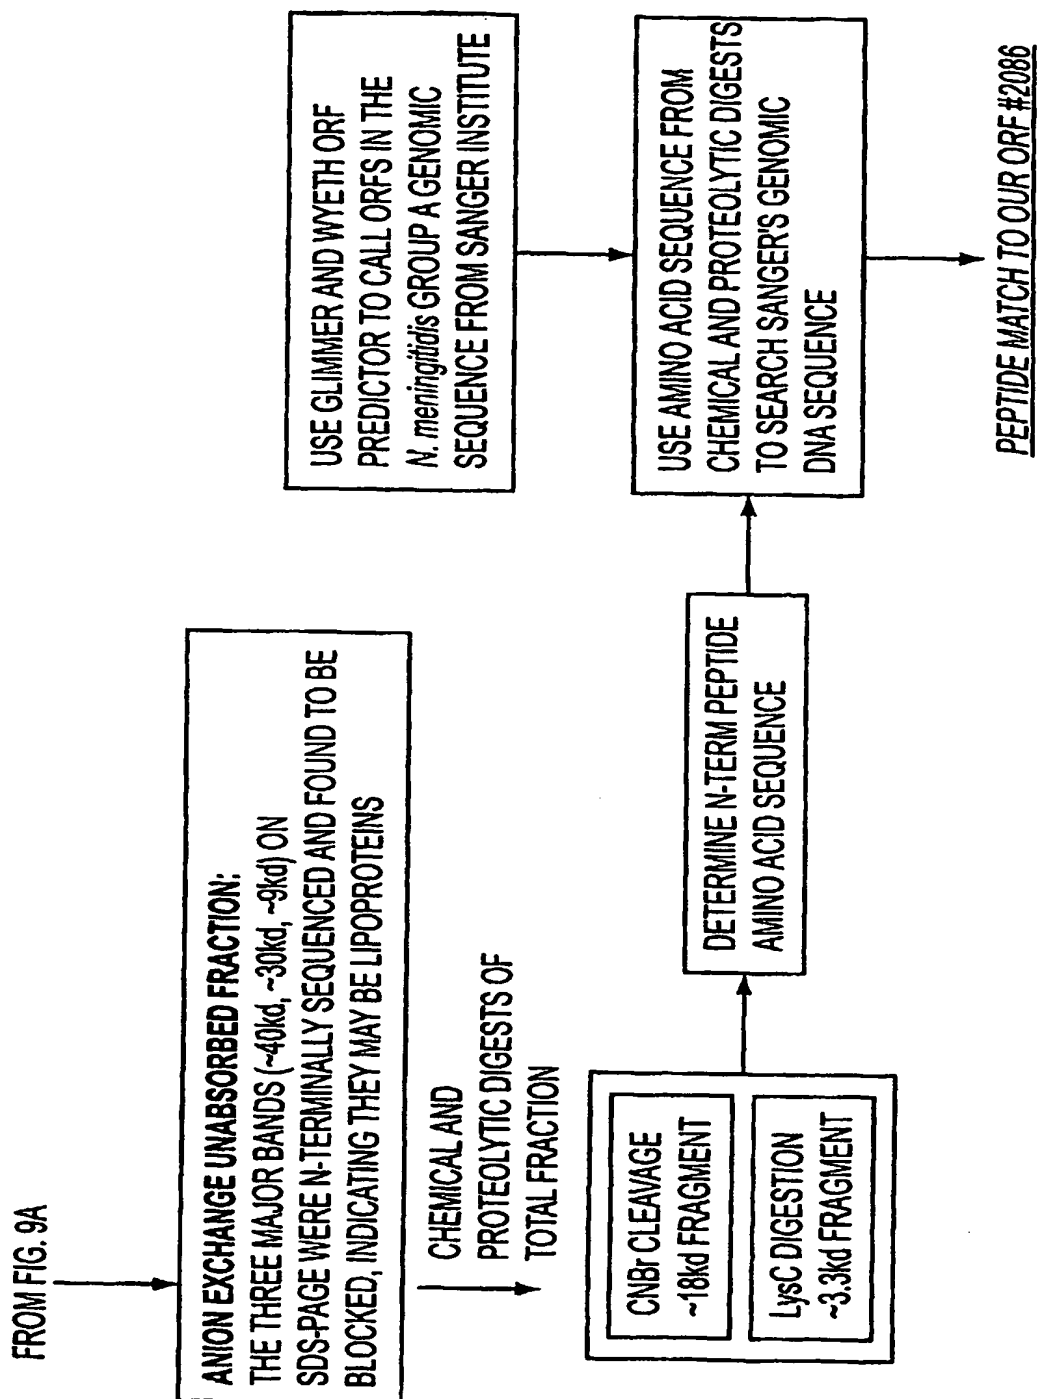 FROM FIG. 9A
ANION EXCHANGE UNABSORBED FRACTION:
THE THREE MAJOR BANDS (~40kd, ~30kd, ~9kd) ON
SDS-PAGE WERE N-TERMINALLY SEQUENCED AND FOUND TO BE
BLOCKED, INDICATING THEY MAY BE LIPOPROTEINS
CHEMICAL AND
PROTEOLYTIC DIGESTS OF
TOTAL FRACTION
CNBr CLEAVAGE
~18kd FRAGMENT
LysC DIGESTION
~3.3kd FRAGMENT
DETERMINE N-TERM PEPTIDE
AMINO ACID SEQUENCE
USE GLIMMER AND WYETH ORF
PREDICTOR TO CALL ORFS IN THE
N. meningitidis GROUP A GENOMIC
SEQUENCE FROM SANGER INSTITUTE
USE AMINO ACID SEQUENCE FROM
CHEMICAL AND PROTEOLYTIC DIGESTS
TO SEARCH SANGER'S GENOMIC
DNA SEQUENCE
PEPTIDE MATCH TO OUR ORF #2086